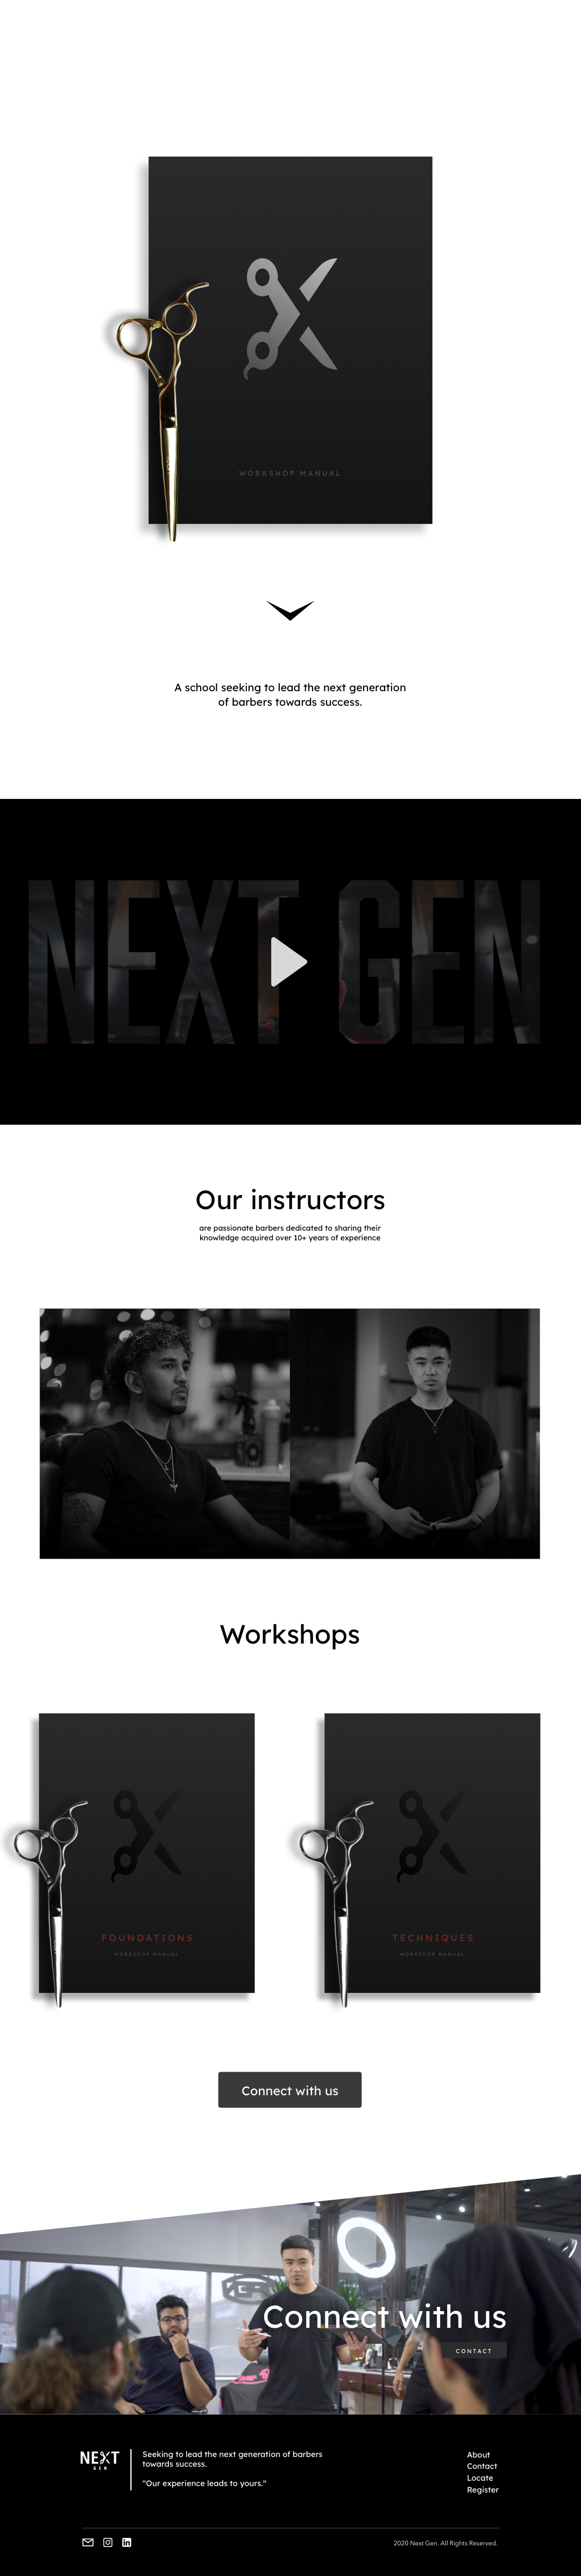 WORKSHOP MANUAL
A school seeking to lead the next generation
of barbers towards success.
NEXT GEN
Our instructors
are passionate barbers dedicated to sharing their
knowledge acquired over 10+ years of experience
Workshops
FOUNDATIONS
WORKSHOP MANUAL
TECHNIQUES
WORKSHOP MANUAL
Connect with us
Connect with us
CONTACT
NEXT
GEN
Seeking to lead the next generation of barbers
towards success.
“Our experience leads to yours.”
About
Contact
Locate
Register
2020 Next Gen. All Rights Reserved.